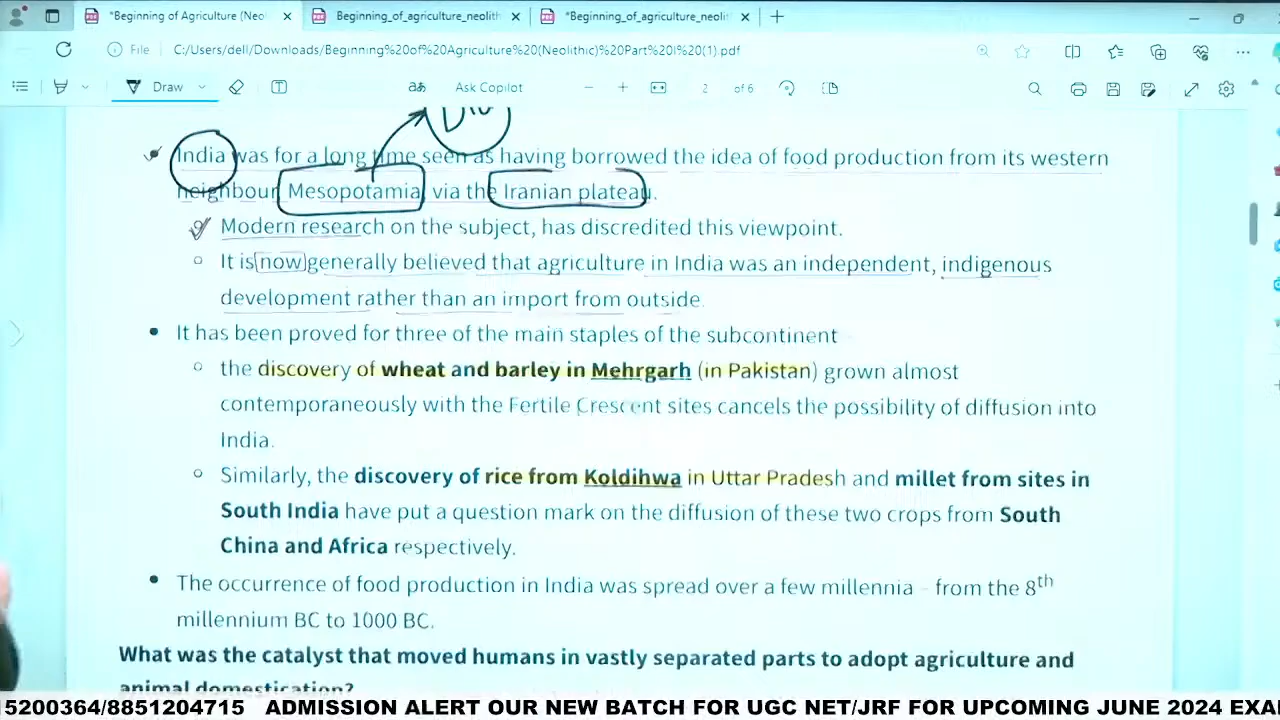 *Beginning of Agriculture (Neo
Beginning_of_agriculture_neolith
*Beginning_of_agriculture_neolit
File C:/Users/dell/Downloads/Beginning%20of%20Agriculture%20(Neolithic)%20Part%20I%20(1).pdf
Draw
aあ
Ask Copilot
2 of 6
India was for a long time seen as having borrowed the idea of food production from its western
neighbour Mesopotamia, via the Iranian plateau.
Modern research on the subject, has discredited this viewpoint.
It is now generally believed that agriculture in India was an independent, indigenous
development rather than an import from outside.
It has been proved for three of the main staples of the subcontinent
the discovery of wheat and barley in Mehrgarh (in Pakistan) grown almost
contemporaneously with the Fertile Crescent sites cancels the possibility of diffusion into
India.
Similarly, the discovery of rice from Koldihwa in Uttar Pradesh and millet from sites in
South India have put a question mark on the diffusion of these two crops from South
China and Africa respectively.
The occurrence of food production in India was spread over a few millennia - from the 8th
millennium BC to 1000 BC.
What was the catalyst that moved humans in vastly separated parts to adopt agriculture and
animal domestication?
15200364/8851204715 ADMISSION ALERT OUR NEW BATCH FOR UGC NET/JRF FOR UPCOMING JUNE 2024 EXA